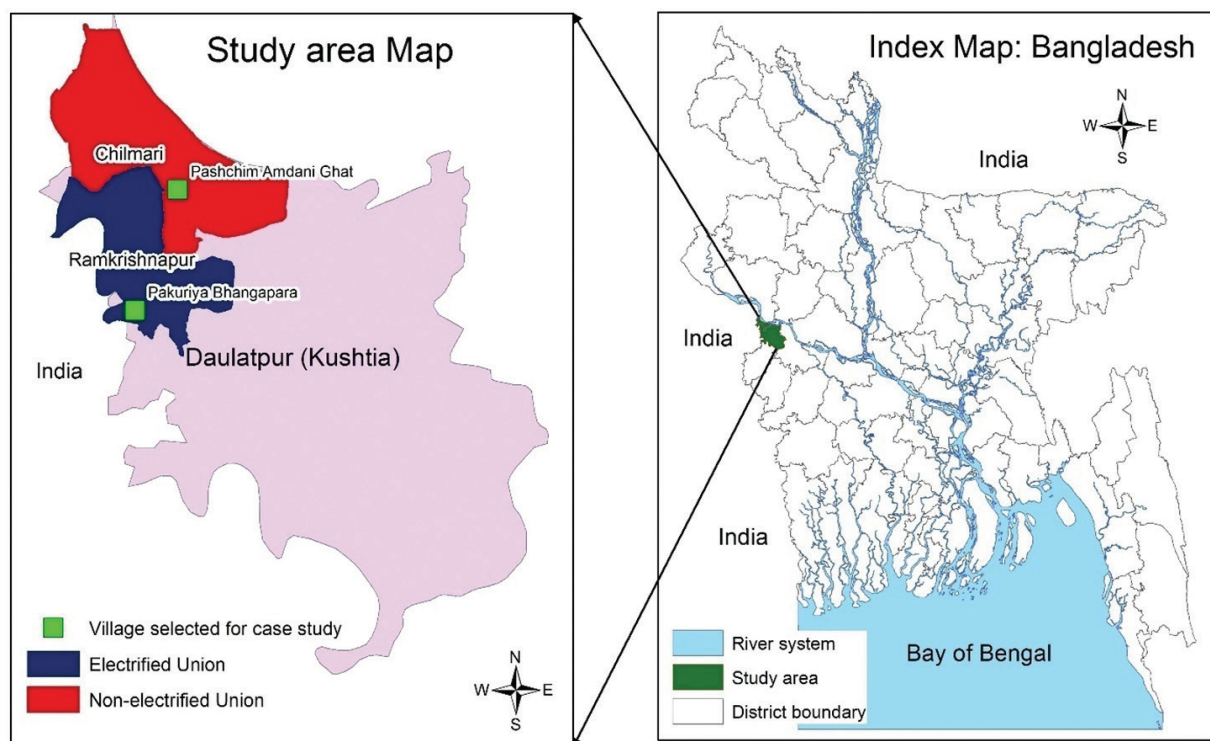 Study area Map
Chilmari
Pashchim Amdani Ghat
Ramkrishnapur
Pakuriya Bhangapara
India
Daulatpur (Kushtia)
Village selected for case study
Electrified Union
Non-electrified Union
N
W E
S
Index Map: Bangladesh
N
W E
S
India
India
India
Bay of Bengal
River system
Study area
District boundary